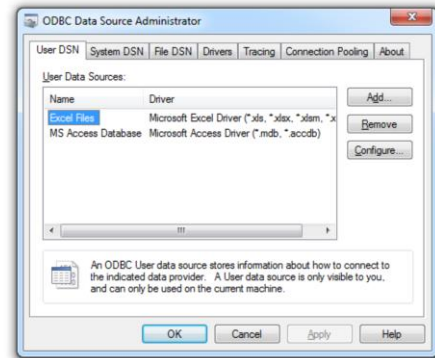 ODBC Data Source Administrator
User DSN System DSN File DSN Drivers Tracing Connection Pooling About
User Data Sources:
Name Driver
Excel Files Microsoft Excel Driver (*.xls, *.xlsx, *.xlsm, *.x
MS Access Database Microsoft Access Driver (*.mdb, *.accdb)
Add...
Remove
Configure...
An ODBC User data source stores information about how to connect to
the indicated data provider. A User data source is only visible to you,
and can only be used on the current machine.
OK Cancel Apply Help